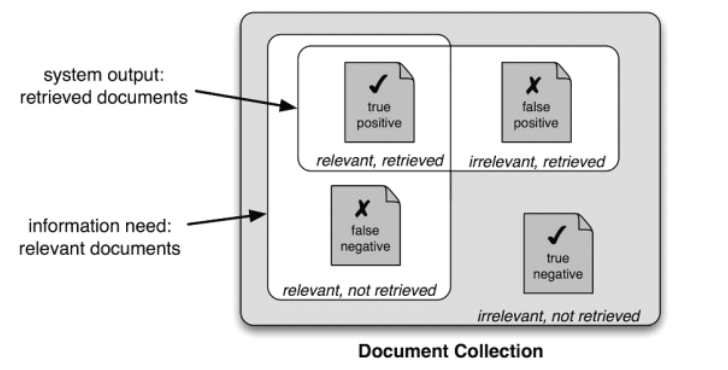 system output:
retrieved documents
✓
true
positive
✗
false
positive
relevant, retrieved
irrelevant, retrieved
information need:
relevant documents
✗
false
negative
✓
true
negative
relevant, not retrieved
irrelevant, not retrieved
Document Collection